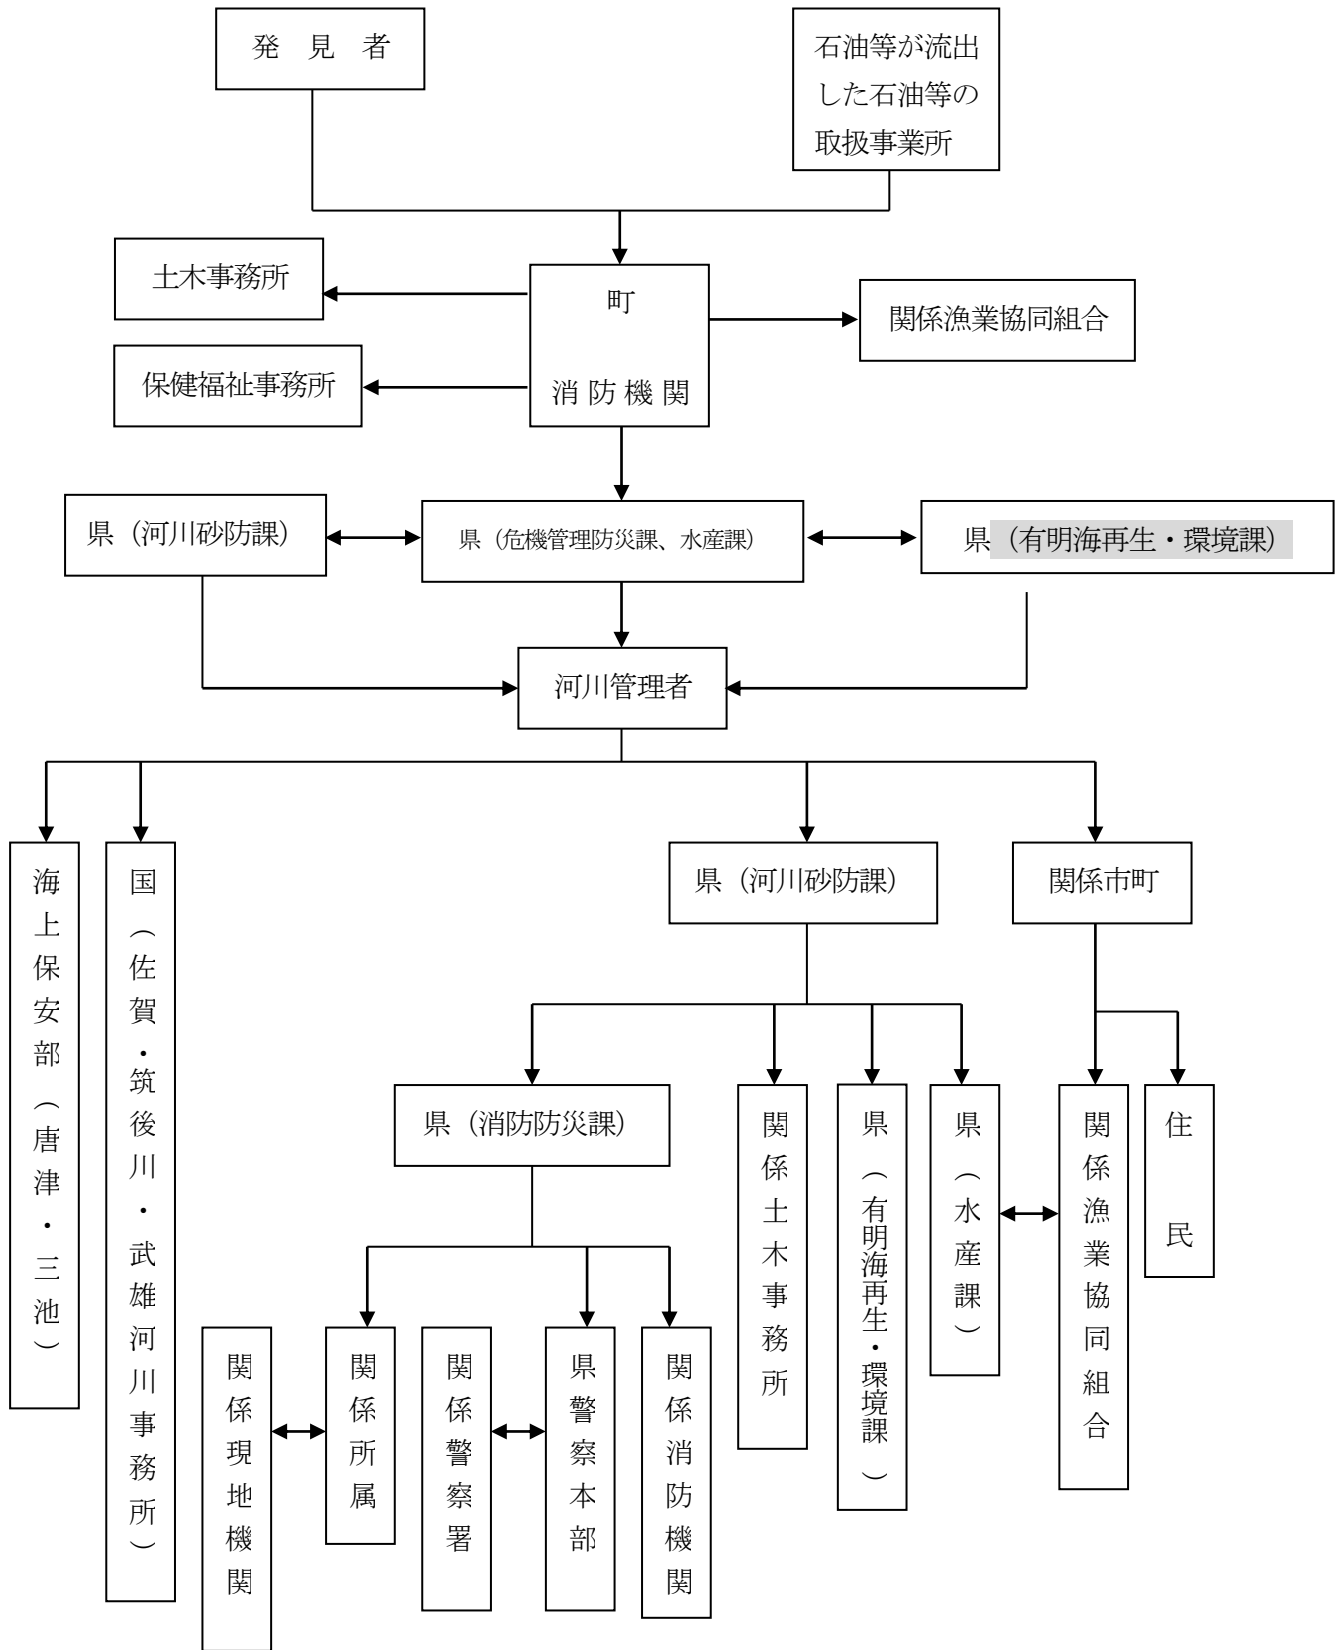 発　見　者
石油等が流出
した石油等の
取扱事業所
土木事務所
町
消 防 機 関
関係漁業協同組合
保健福祉事務所
県（河川砂防課）
県（危機管理防災課、水産課）
県（有明海再生・環境課）
河川管理者
海上保安部（唐津・三池）
国（佐賀・筑後川・武雄河川事務所）
県（河川砂防課）
関係市町
県（消防防災課）
関係土木事務所
県（有明海再生・環境課）
県（水産課）
関係漁業協同組合
住　民
関係現地機関
関係所属
関係警察署
県警察本部
関係消防機関